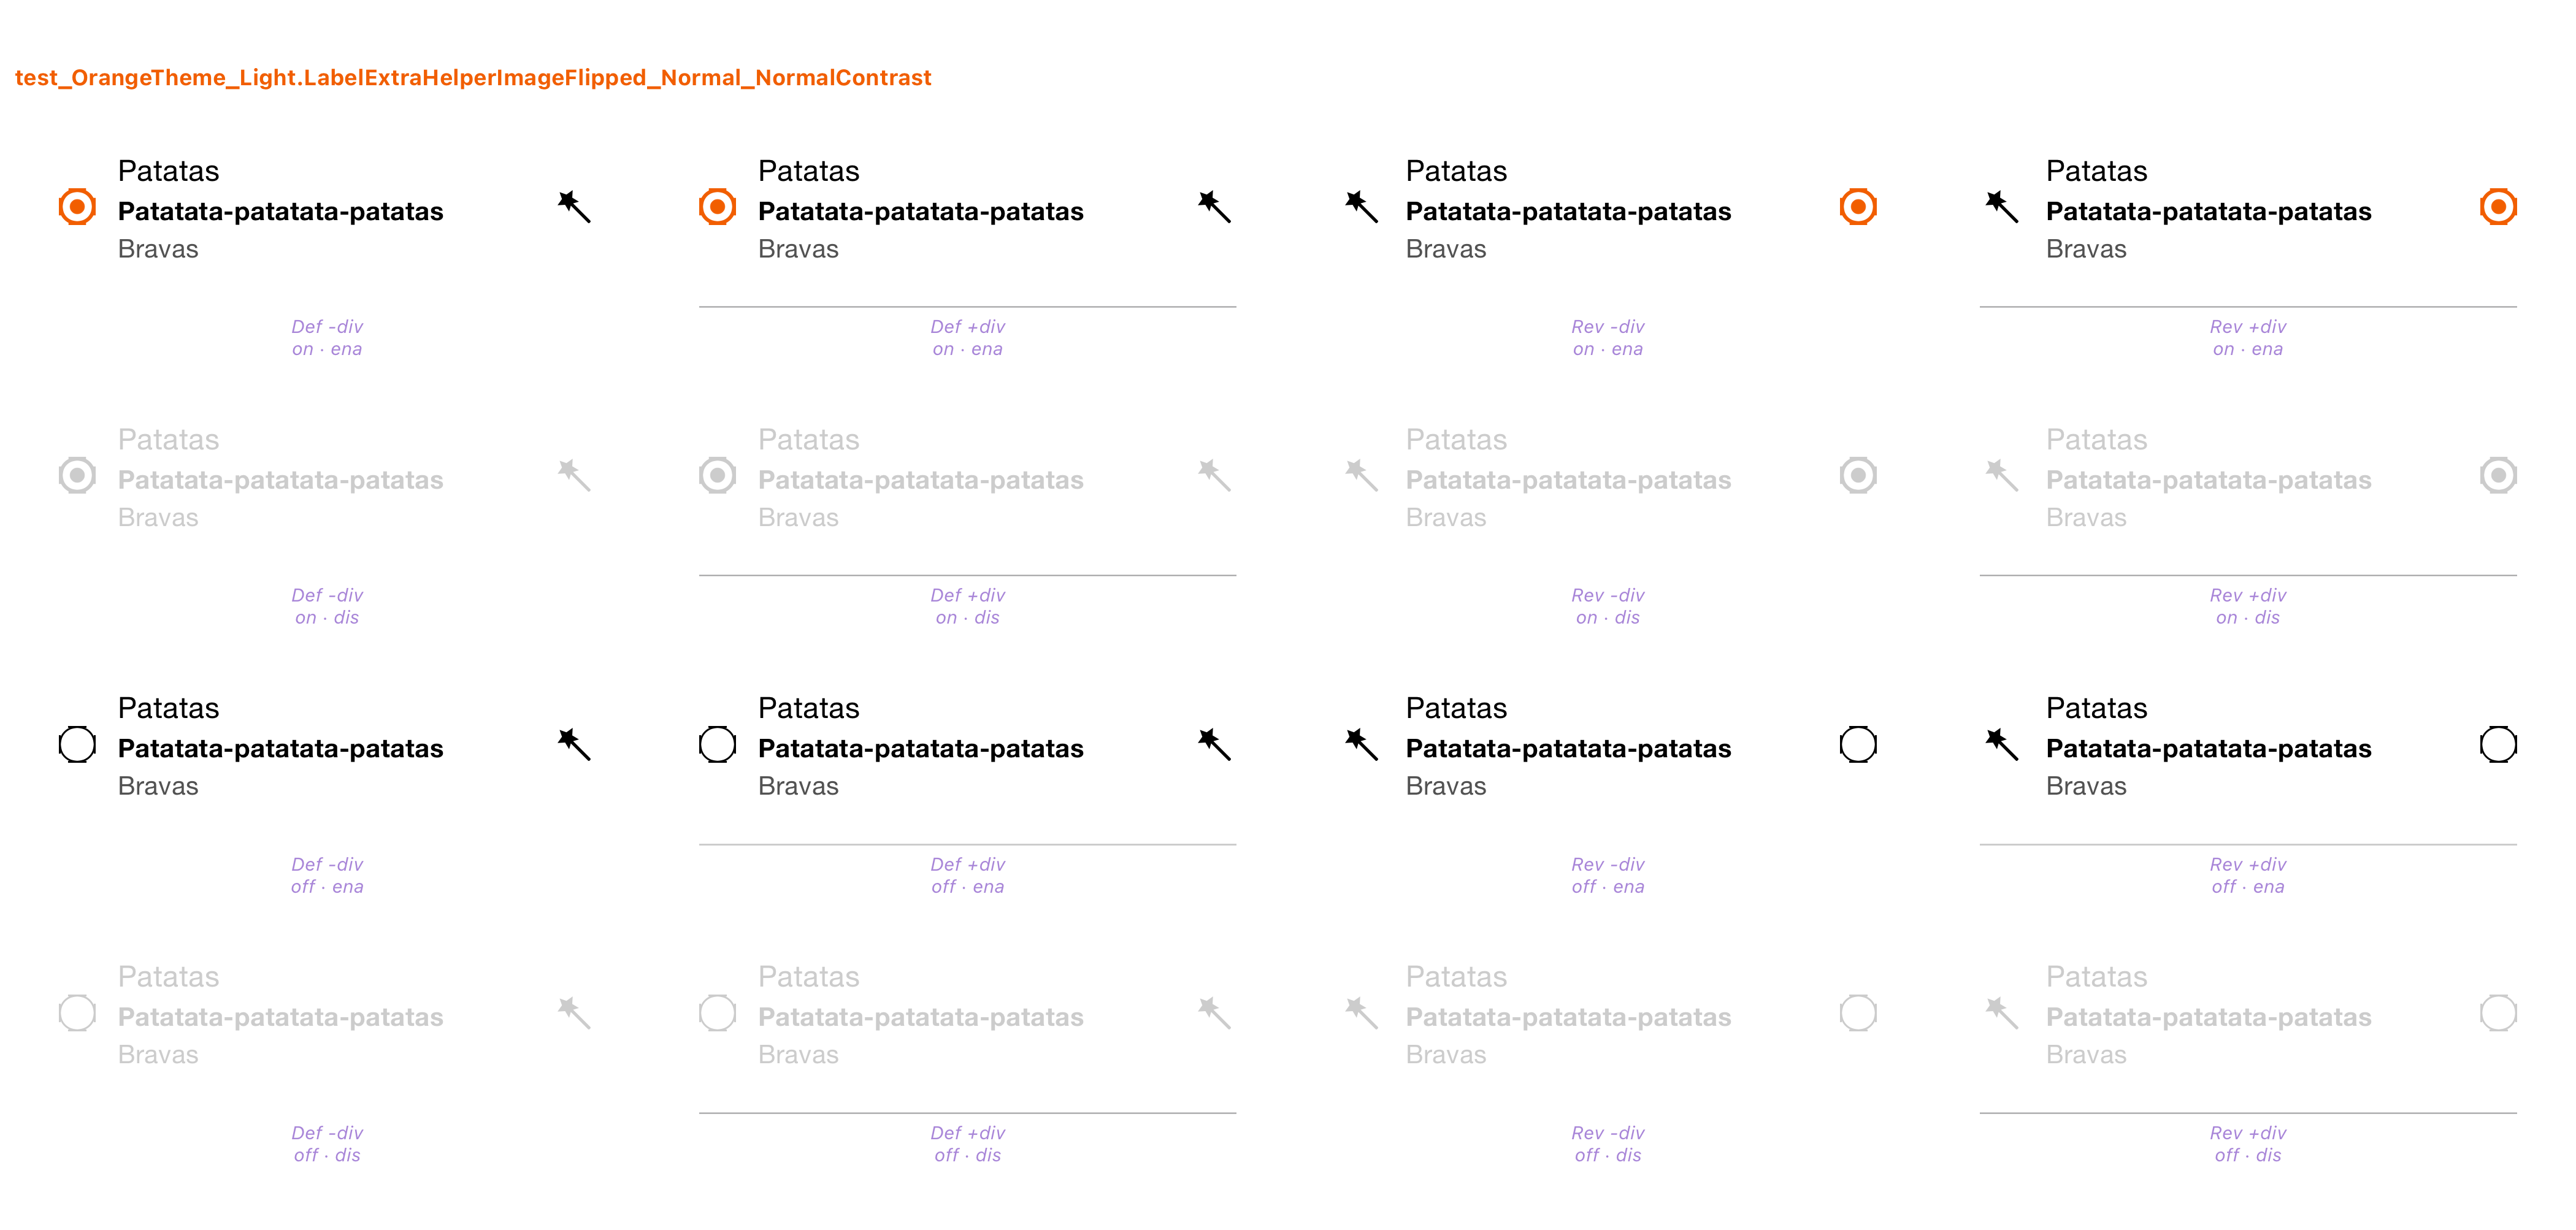 test_OrangeTheme_Light.LabelExtraHelperImageFlipped_Normal_NormalContrast
Patatas
Patatata-patatata-patatas
Bravas
Def -div
on · ena
Patatas
Patatata-patatata-patatas
Bravas
Def +div
on · ena
Patatas
Patatata-patatata-patatas
Bravas
Rev -div
on · ena
Patatas
Patatata-patatata-patatas
Bravas
Rev +div
on · ena
Patatas
Patatata-patatata-patatas
Bravas
Def -div
on · dis
Patatas
Patatata-patatata-patatas
Bravas
Def +div
on · dis
Patatas
Patatata-patatata-patatas
Bravas
Rev -div
on · dis
Patatas
Patatata-patatata-patatas
Bravas
Rev +div
on · dis
Patatas
Patatata-patatata-patatas
Bravas
Def -div
off · ena
Patatas
Patatata-patatata-patatas
Bravas
Def +div
off · ena
Patatas
Patatata-patatata-patatas
Bravas
Rev -div
off · ena
Patatas
Patatata-patatata-patatas
Bravas
Rev +div
off · ena
Patatas
Patatata-patatata-patatas
Bravas
Def -div
off · dis
Patatas
Patatata-patatata-patatas
Bravas
Def +div
off · dis
Patatas
Patatata-patatata-patatas
Bravas
Rev -div
off · dis
Patatas
Patatata-patatata-patatas
Bravas
Rev +div
off · dis